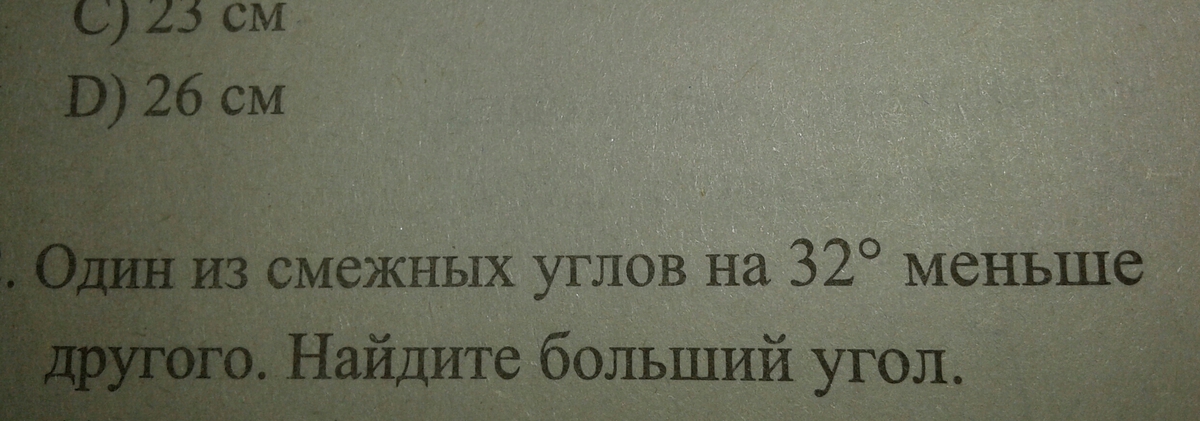 C) 23 см
D) 26 см
. Один из смежных углов на 32° меньше
другого. Найдите больший угол.